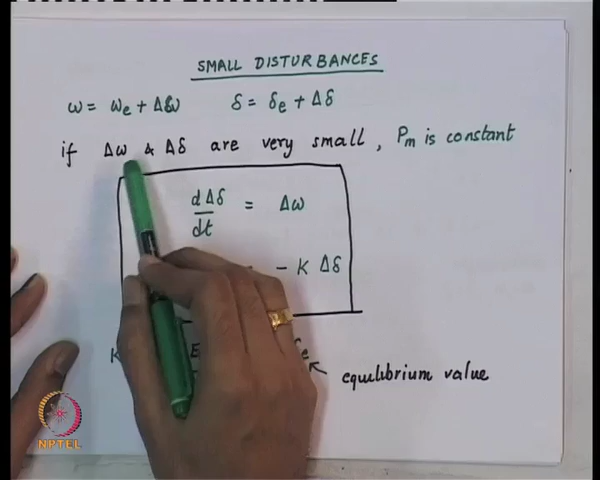 SMALL DISTURBANCES
ω = ωe + Δω δ = δe + Δδ
if Δω & Δδ are very small, Pm is constant
dΔδ/dt = Δω
- K Δδ
K E
equilibrium value
NPTEL